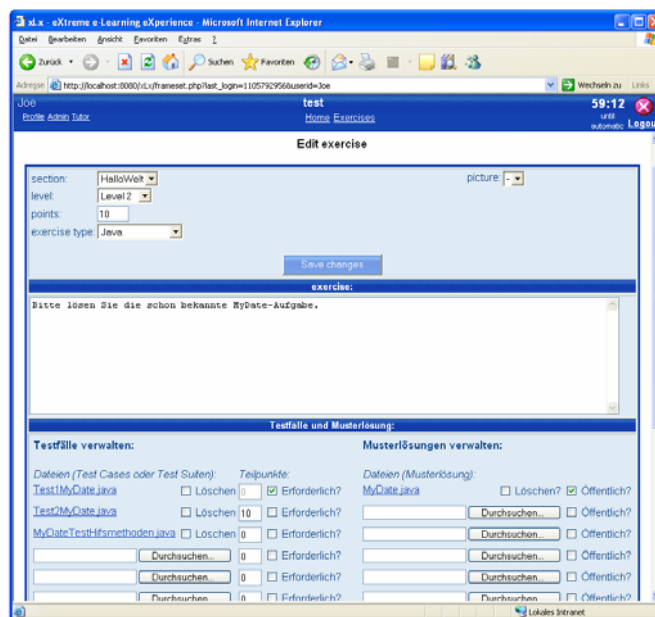 xLx - eXtreme e-Learning eXperience - Microsoft Internet Explorer
Datei Bearbeiten Ansicht Favoriten Extras ?
Zurück Suchen Favoriten
Adresse http://localhost:8080/xLx/frameset.php?last_login=1105792956&userid=Joe Wechseln zu Links
Joe test 59:12
Profile Admin Tutor Home Exercises until automatic Logou
Edit exercise
section: HalloWelt picture: -
level: Level 2
points: 10
exercise type: Java
Save changes
exercise:
Bitte lösen Sie die schon bekannte MyDate-Aufgabe.
Testfälle und Musterlösung:
Testfälle verwalten: Musterlösungen verwalten:
Dateien (Test Cases oder Test Suiten): Teilpunkte: Dateien (Musterlösung):
Test1MyDate.java Löschen 0 Erforderlich? MyDate.java Löschen? Öffentlich?
Test2MyDate.java Löschen 10 Erforderlich? Durchsuchen... Öffentlich?
MyDateTestHilfsmethoden.java Löschen 0 Erforderlich? Durchsuchen... Öffentlich?
Durchsuchen... 0 Erforderlich? Durchsuchen... Öffentlich?
Durchsuchen... 0 Erforderlich? Durchsuchen... Öffentlich?
Durchsuchen... 0 Erforderlich? Durchsuchen... Öffentlich?
Lokales Intranet